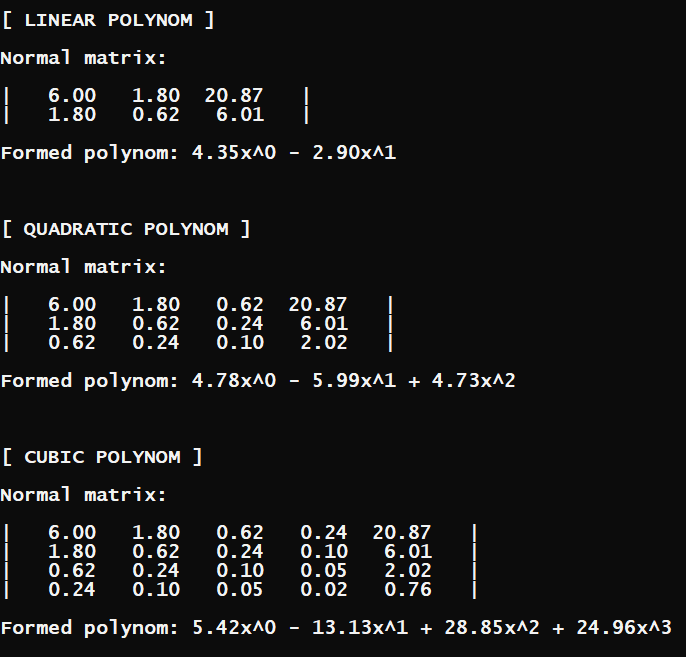 [ LINEAR POLYNOM ]
Normal matrix:
|   6.00   1.80  20.87   |
|   1.80   0.62   6.01   |
Formed polynom: 4.35x^0 - 2.90x^1
[ QUADRATIC POLYNOM ]
Normal matrix:
|   6.00   1.80   0.62  20.87   |
|   1.80   0.62   0.24   6.01   |
|   0.62   0.24   0.10   2.02   |
Formed polynom: 4.78x^0 - 5.99x^1 + 4.73x^2
[ CUBIC POLYNOM ]
Normal matrix:
|   6.00   1.80   0.62   0.24  20.87   |
|   1.80   0.62   0.24   0.10   6.01   |
|   0.62   0.24   0.10   0.05   2.02   |
|   0.24   0.10   0.05   0.02   0.76   |
Formed polynom: 5.42x^0 - 13.13x^1 + 28.85x^2 + 24.96x^3